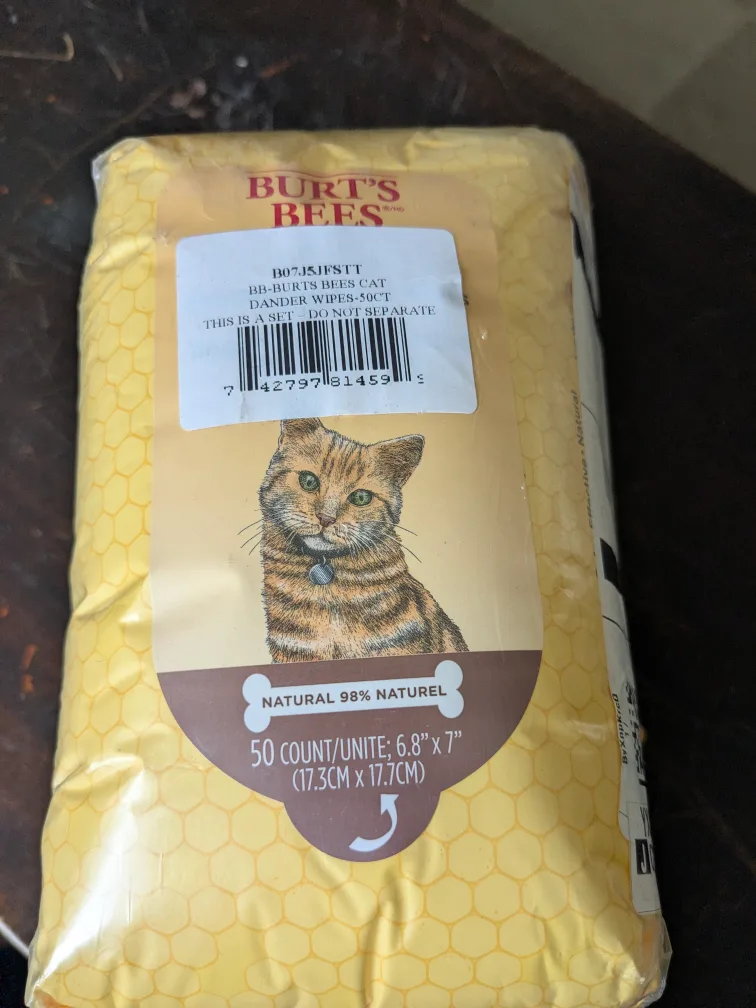 BURT'S
BEES
B07J5JFSTT
BB-BURTS BEES CAT
DANDER WIPES-50CT
THIS IS A SET - DO NOT SEPARATE
7 42797 81459
NATURAL 98% NATUREL
50 COUNT/UNITE; 6.8" x 7"
(17.3CM x 17.7CM)
Natural